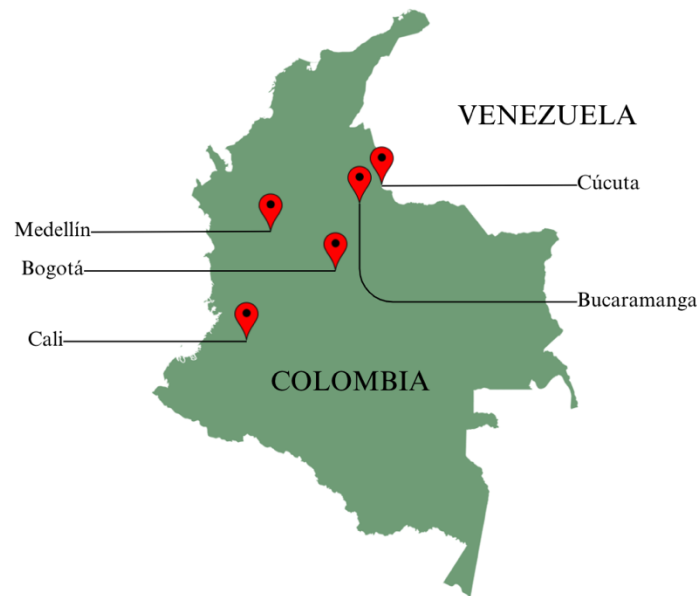 VENEZUELA
Cúcuta
Medellín
Bogotá
Bucaramanga
Cali
COLOMBIA